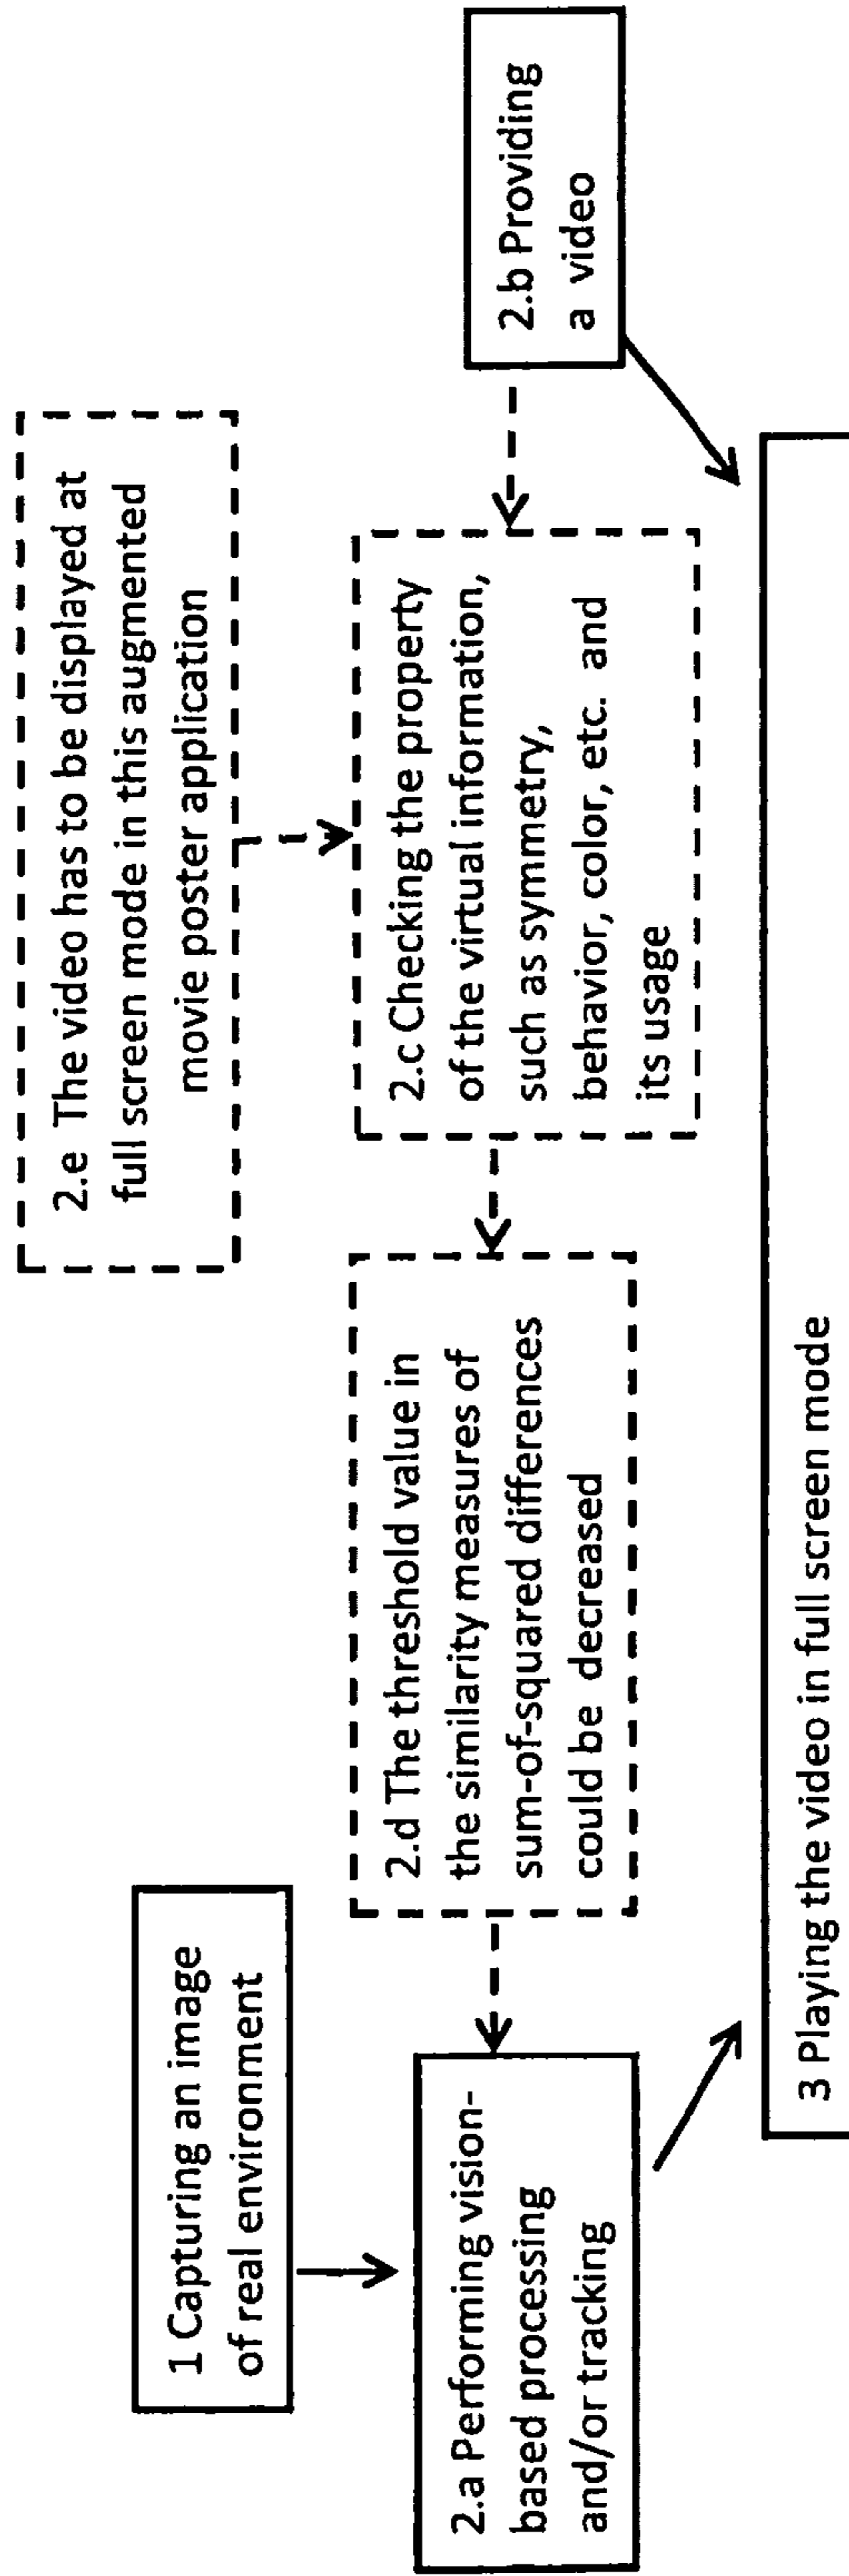 1 Capturing an image
of real environment
2.a Performing vision-
based processing
and/or tracking
2.d The threshold value in
the similarity measures of
sum-of-squared differences
could be decreased
2.e The video has to be displayed at
full screen mode in this augmented
movie poster application
2.c Checking the property
of the virtual information,
such as symmetry,
behavior, color, etc. and
its usage
2.b Providing
a video
3 Playing the video in full screen mode